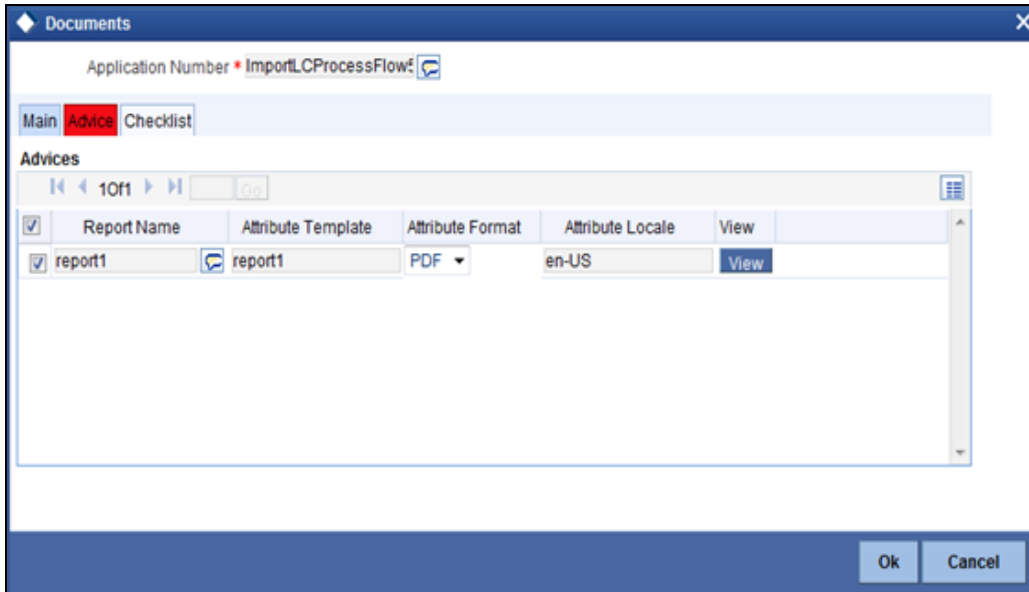 Documents
Application Number * ImportLCProcessFlow
Main Advice Checklist
Advices
1Of1 Go
Report Name Attribute Template Attribute Format Attribute Locale View
report1 report1 PDF en-US View
Ok Cancel